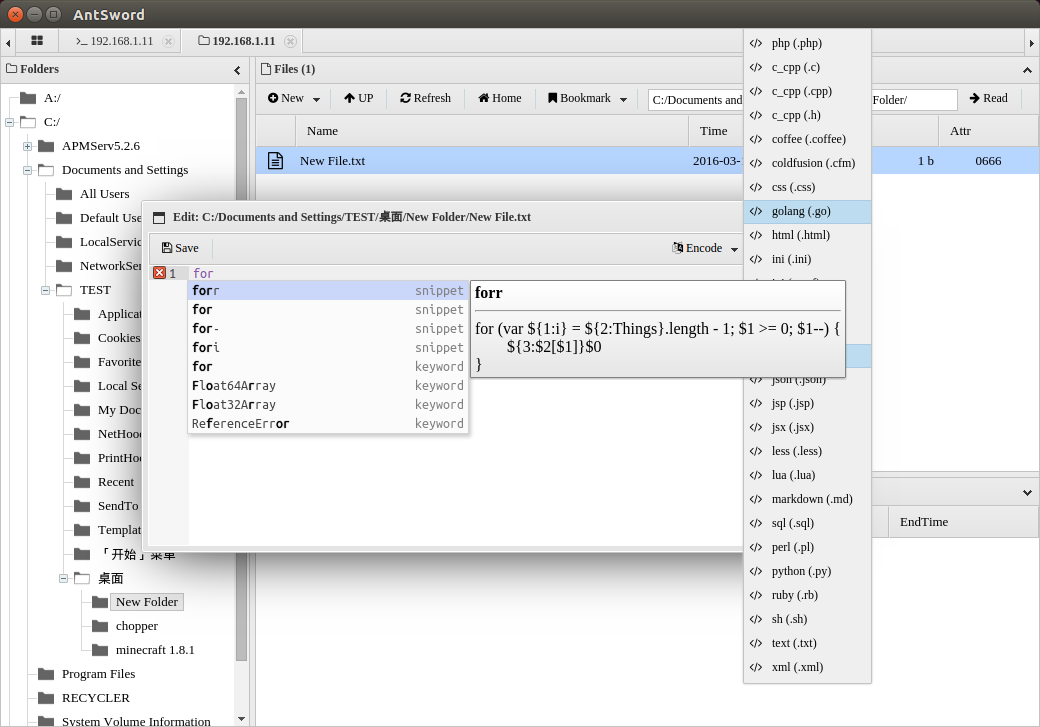 AntSword
>_ 192.168.1.11
192.168.1.11
Folders
A:/
C:/
APMServ5.2.6
Documents and Settings
All Users
Default Use
LocalServic
NetworkSer
TEST
Applicat
Cookies
Favorite
Local Se
My Doc
NetHoo
PrintHoo
Recent
SendTo
Templat
「开始」菜单
桌面
New Folder
chopper
minecraft 1.8.1
Program Files
RECYCLER
System Volume Information
Files (1)
New
UP
Refresh
Home
Bookmark
C:/Documents and
Folder/
Read
Name
Time
Attr
New File.txt
2016-03-
1 b
0666
EndTime
Edit: C:/Documents and Settings/TEST/桌面/New Folder/New File.txt
Save
Encode
1
for
forr snippet
for snippet
for- snippet
fori snippet
for keyword
Float64Array keyword
Float32Array keyword
ReferenceError keyword
forr
for (var ${1:i} = ${2:Things}.length - 1; $1 >= 0; $1--) {
${3:$2[$1]}$0
}
</> php (.php)
</> c_cpp (.c)
</> c_cpp (.cpp)
</> c_cpp (.h)
</> coffee (.coffee)
</> coldfusion (.cfm)
</> css (.css)
</> golang (.go)
</> html (.html)
</> ini (.ini)
</> json (.json)
</> jsp (.jsp)
</> jsx (.jsx)
</> less (.less)
</> lua (.lua)
</> markdown (.md)
</> sql (.sql)
</> perl (.pl)
</> python (.py)
</> ruby (.rb)
</> sh (.sh)
</> text (.txt)
</> xml (.xml)